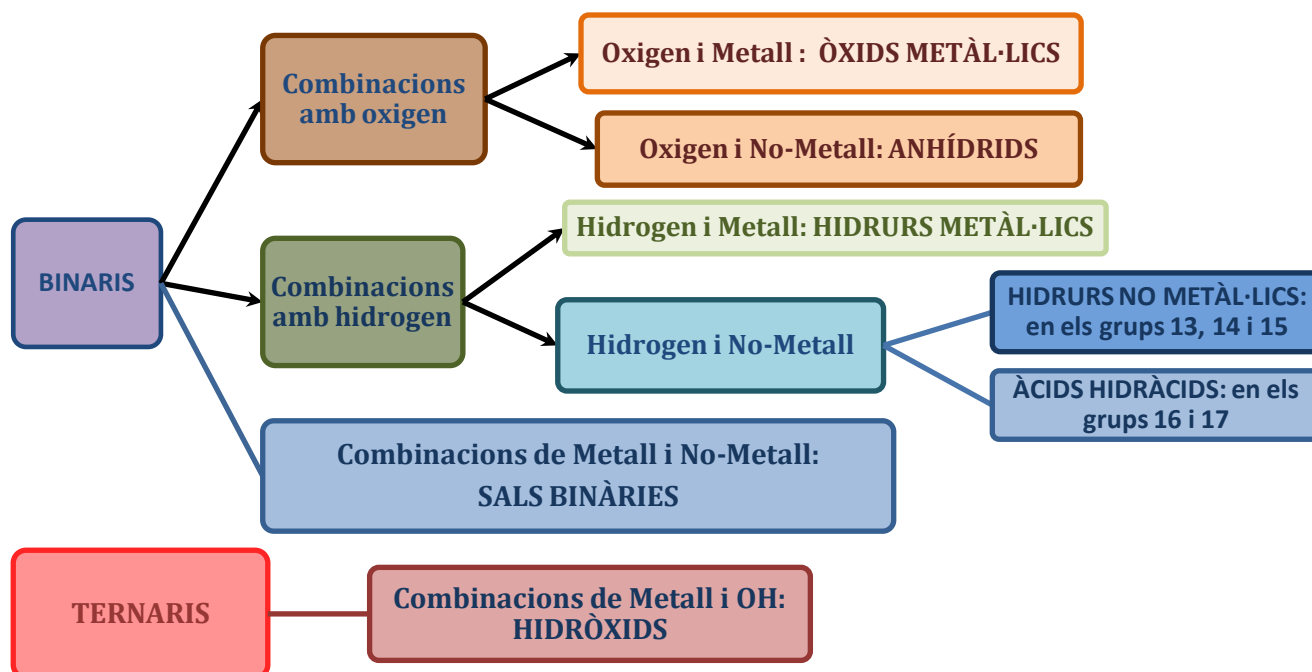 Combinacions
amb oxigen
Oxigen i Metall :  ÒXIDS METÀL·LICS
Oxigen i No-Metall: ANHÍDRIDS
BINARIS
Combinacions
amb hidrogen
Hidrogen i Metall: HIDRURS METÀL·LICS
Hidrogen i No-Metall
HIDRURS NO METÀL·LICS:
en els grups 13, 14 i 15
ÀCIDS HIDRÀCIDS: en els
grups 16 i 17
Combinacions de Metall i No-Metall:
SALS BINÀRIES
TERNARIS
Combinacions de Metall i OH:
HIDRÒXIDS